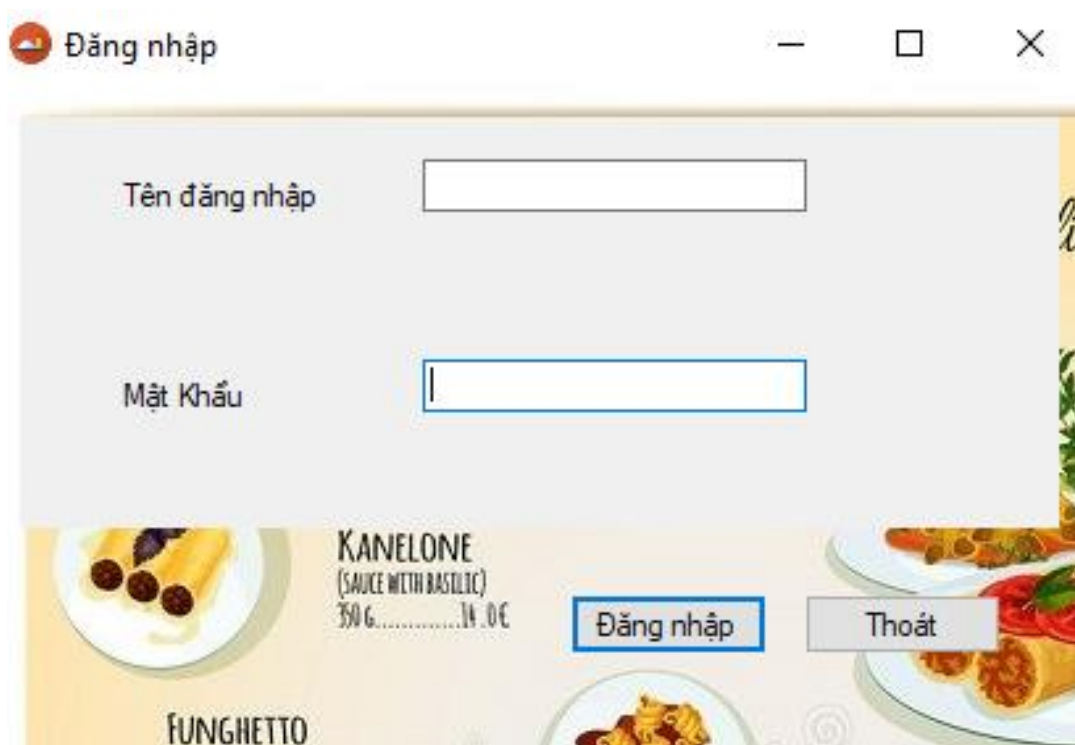 Đăng nhập
Tên đăng nhập
Mật Khẩu
KANELONE
(SAUCE WITH BASILIC)
350 G.............14 .0€
Đăng nhập
Thoát
FUNGHETTO